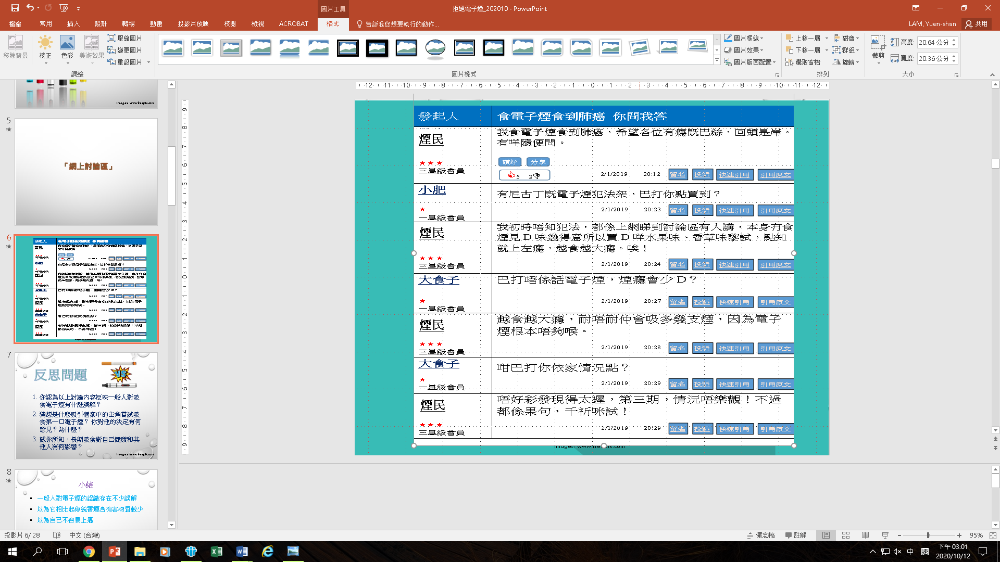 圖片工具
拒絕電子煙_202010 - PowerPoint
檔案 常用 插入 設計 轉場 動畫 投影片放映 校閱 檢視 ACROBAT 格式 告訴我您想要執行的動作...
LAM, Yuen-shan 共用
移除背景 校正 色彩 美術效果
壓縮圖片
變更圖片
重設圖片
圖片框線
圖片效果
圖片版面配置
上移一層 對齊
下移一層 群組
選取窗格 旋轉
裁剪
高度: 20.64 公分
寬度: 20.36 公分
調整 圖片樣式 排列 大小
Images: www.freepik.com
5
「網上討論區」
6
7
反思問題
VS
1. 你認為以上討論內容反映一般人對吸
食電子煙有什麼誤解？
2. 猜想是什麼吸引個案中的主角嘗試吸
食第一口電子煙？ 你對他的決定有何
意見？為什麼？
3. 據你所知，長期吸食對自己健康和其
他人有何影響？
Images: www.freepik.com
8
小結
• 一般人對電子煙的認識存在不少誤解
• 以為它相比起傳統香煙含有害物質較少
• 以為自己不容易上癮
發起人 食電子煙食到肺癌 你問我答
煙民
我食電子煙食到肺癌，希望各位有癮既巴絲，回頭是岸。
有咩隨便問。
讚好 分享
★ ★ ★
三星級會員
5 2
2/1/2019 20:12 留名 投訴 快速引用 引用原文
小肥
有尼古丁既電子煙犯法架，巴打你點買到？
★
一星級會員
2/1/2019 20:23 留名 投訴 快速引用 引用原文
煙民
我初時唔知犯法，都係上網睇到討論區有人講，本身冇食
煙見 D 味幾得意所以買 D 咩水果味、香草味黎試，點知
就上左癮，越食越大癮。唉！
★ ★ ★
三星級會員
2/1/2019 20:24 留名 投訴 快速引用 引用原文
大食子
巴打唔係話電子煙，煙癮會少 D？
★
一星級會員
2/1/2019 20:27 留名 投訴 快速引用 引用原文
煙民
越食越大癮，耐唔耐仲會吸多幾支煙，因為電子
煙根本唔夠喉。
★ ★ ★
三星級會員
2/1/2019 20:28 留名 投訴 快速引用 引用原文
大食子
咁巴打你依家情況點？
★
一星級會員
2/1/2019 20:29 留名 投訴 快速引用 引用原文
煙民
唔好彩發現得太遲，第三期，情況唔樂觀！不過
都係果句，千祈咪試！
★ ★ ★
三星級會員
2/1/2019 20:29 留名 投訴 快速引用 引用原文
Images: www.freepik.com
投影片 6/ 28 中文 (台灣) 備忘稿 註解 95%
中 速 下午 03:01
2020/10/12